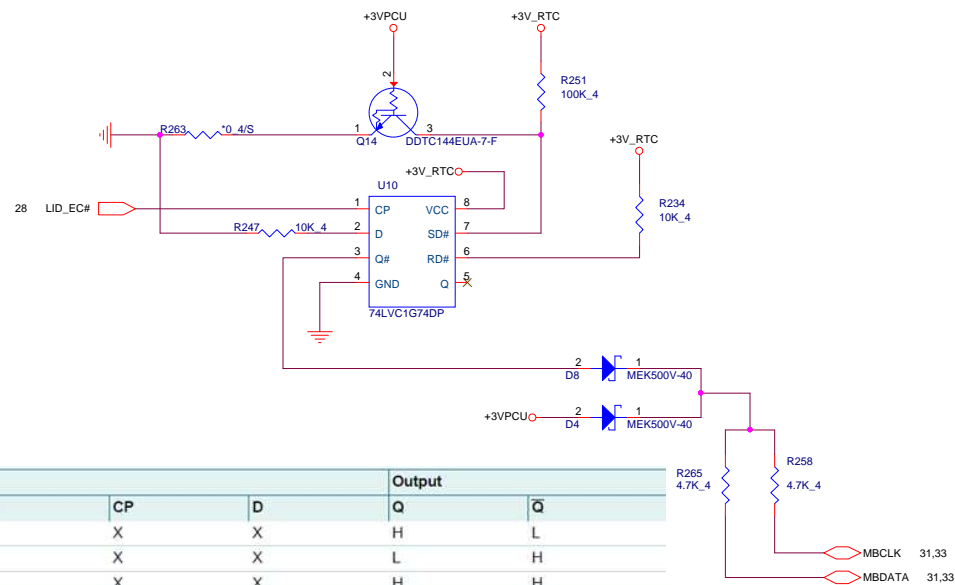 +3VPCU
+3V_RTC
2
R251
100K_4
R263
*0_4/S
1
3
Q14
DDTC144EUA-7-F
+3V_RTC
+3V_RTC
U10
28
LID_EC#
1
CP
VCC
8
R234
10K_4
R247
10K_4
2
D
SD#
7
3
Q#
RD#
6
4
GND
Q
5
74LVC1G74DP
2
1
D8
MEK500V-40
+3VPCU
2
1
D4
MEK500V-40
R265
4.7K_4
R258
4.7K_4
Output
CP D Q Q̅
X X H L
X X L H
X X H H
MBCLK 31,33
MBDATA 31,33